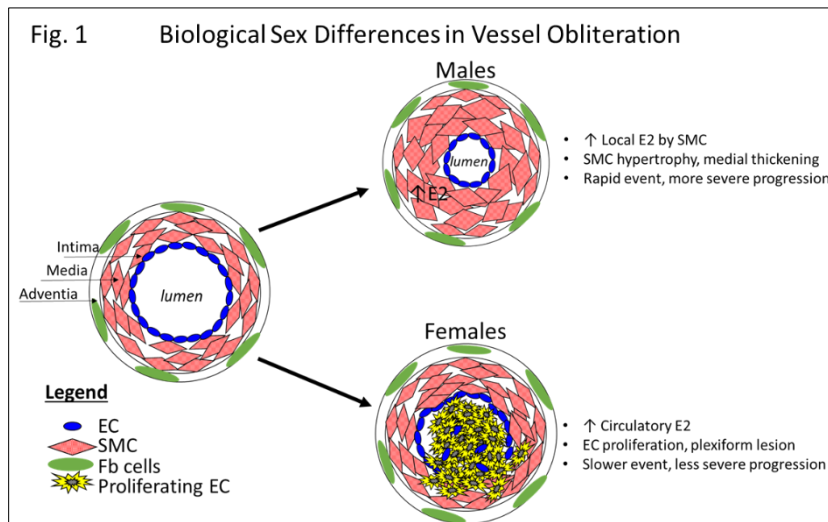 Fig. 1 Biological Sex Differences in Vessel Obliteration
Males
lumen
↑E2
• ↑ Local E2 by SMC
• SMC hypertrophy, medial thickening
• Rapid event, more severe progression
Intima
Media
Adventia
lumen
Females
• ↑ Circulatory E2
• EC proliferation, plexiform lesion
• Slower event, less severe progression
Legend
EC
SMC
Fb cells
Proliferating EC